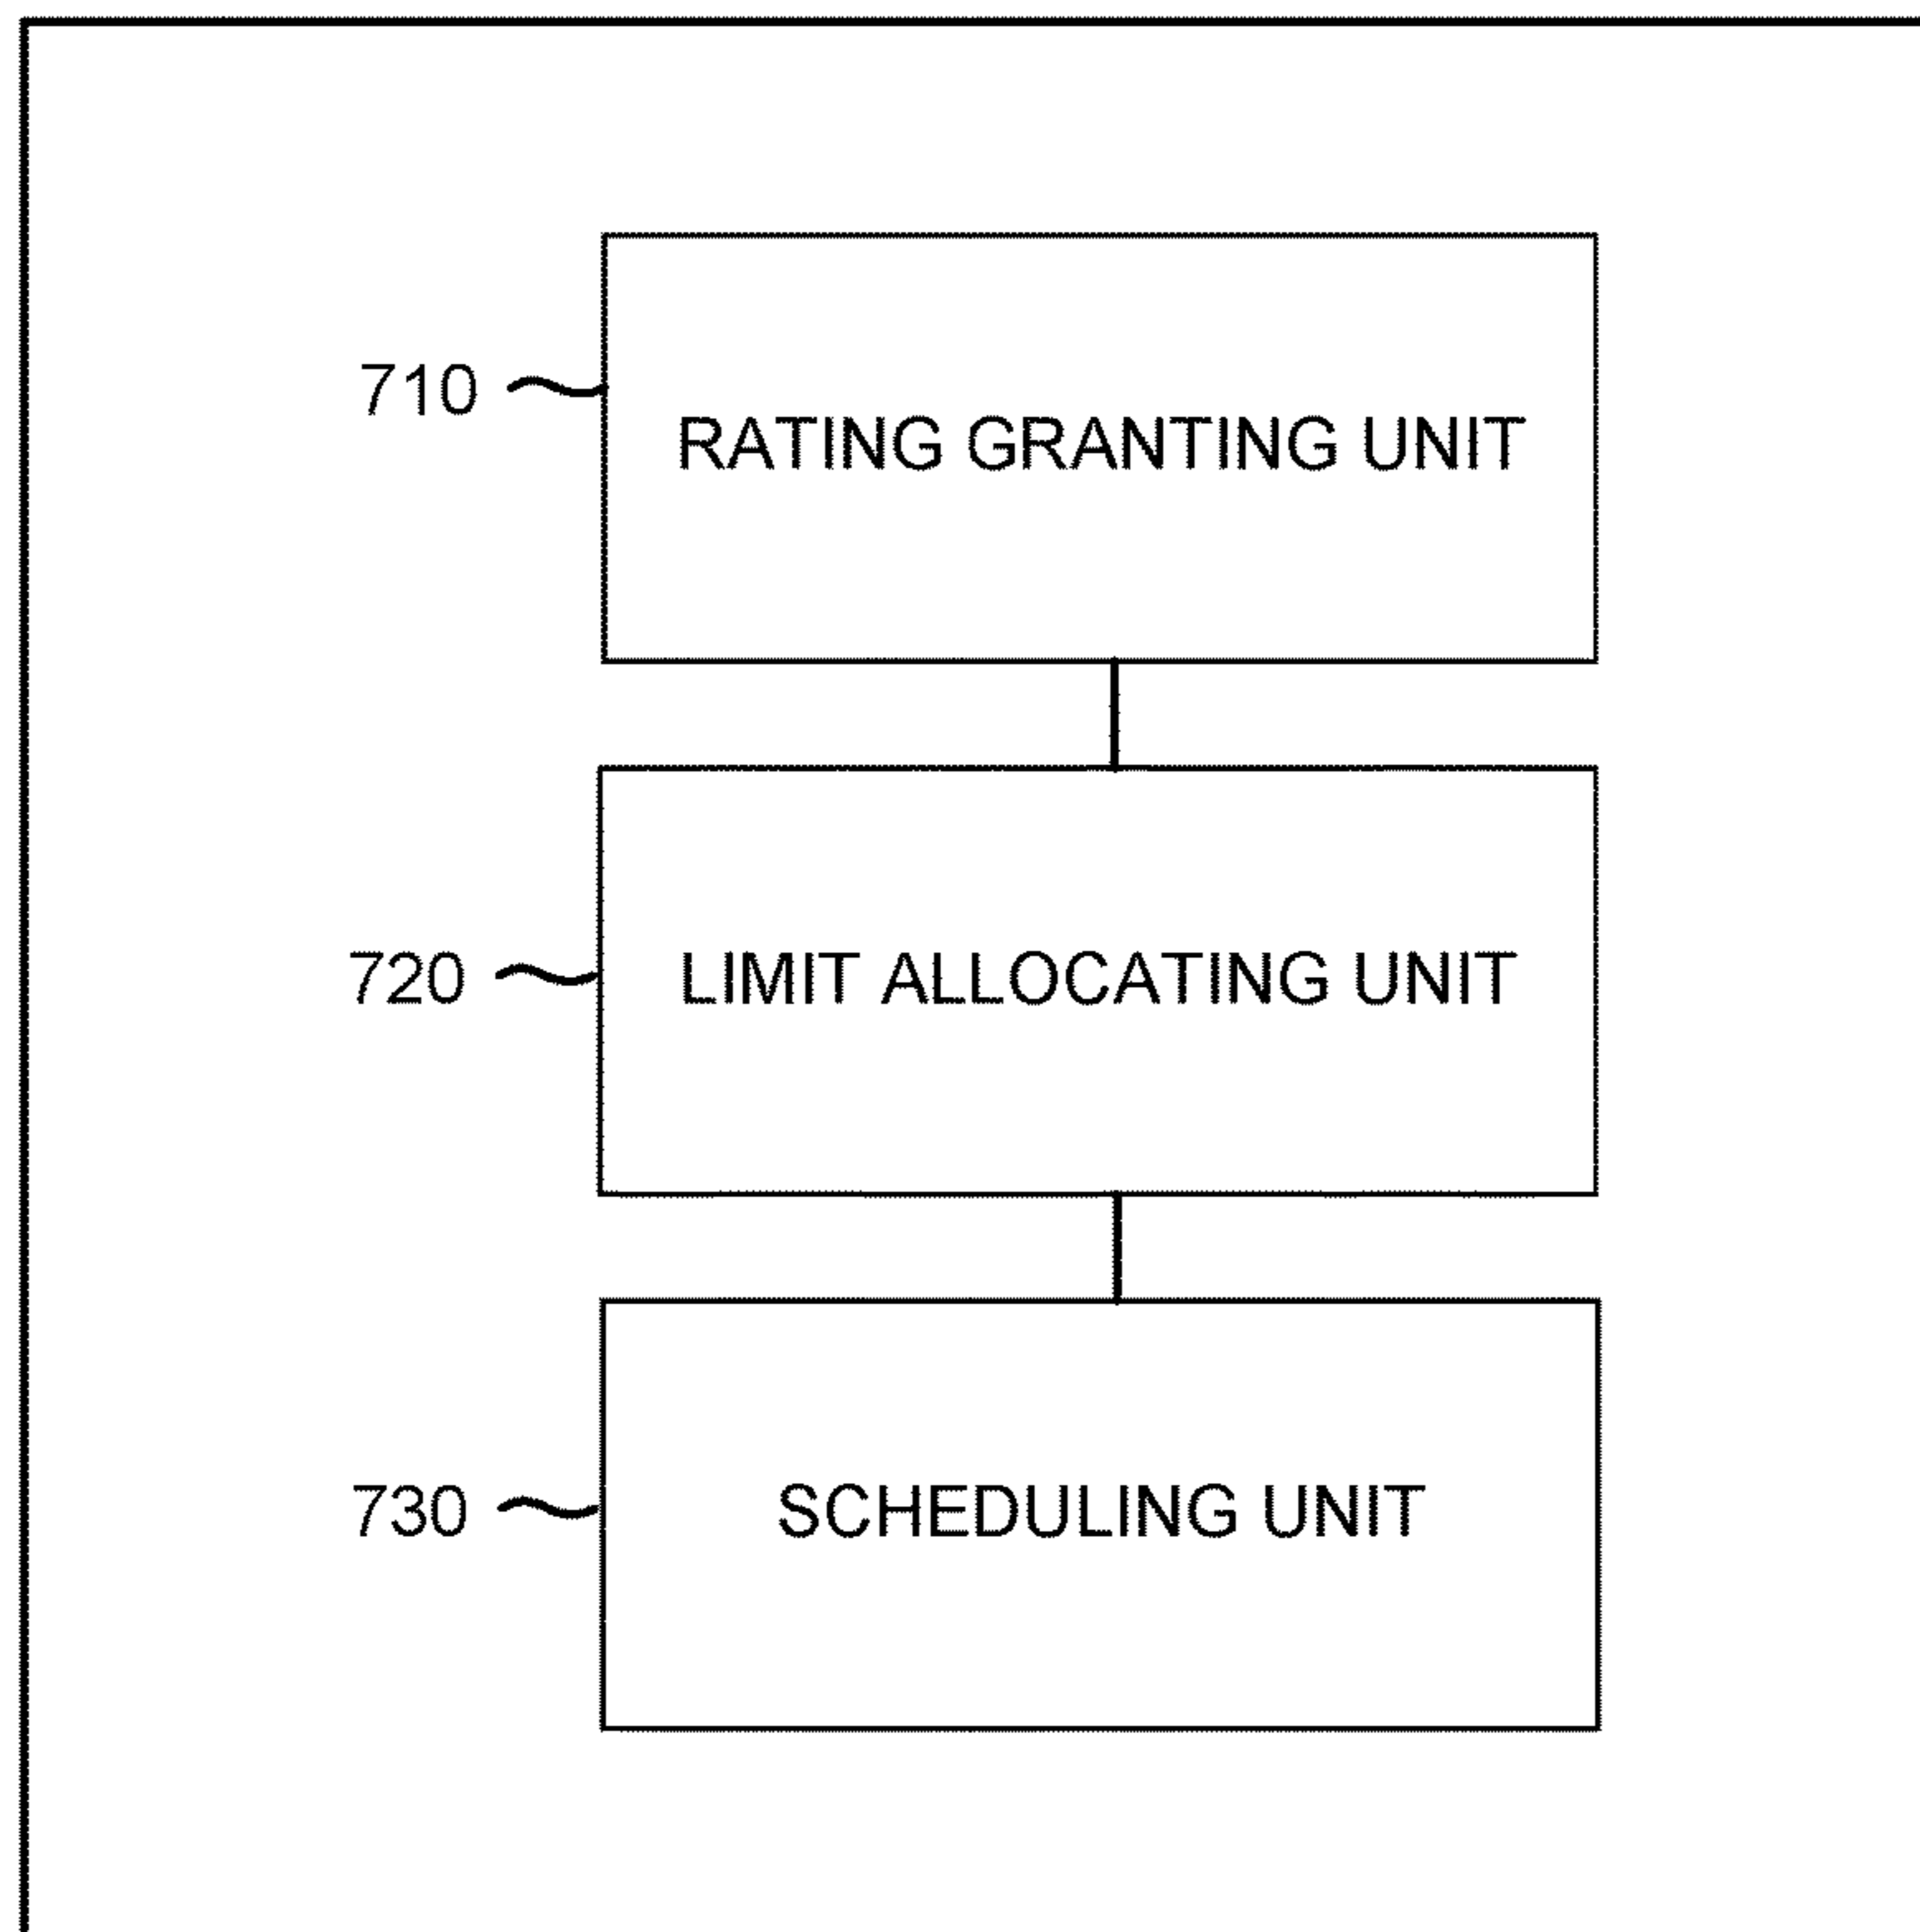 710
RATING GRANTING UNIT
720
LIMIT ALLOCATING UNIT
730
SCHEDULING UNIT